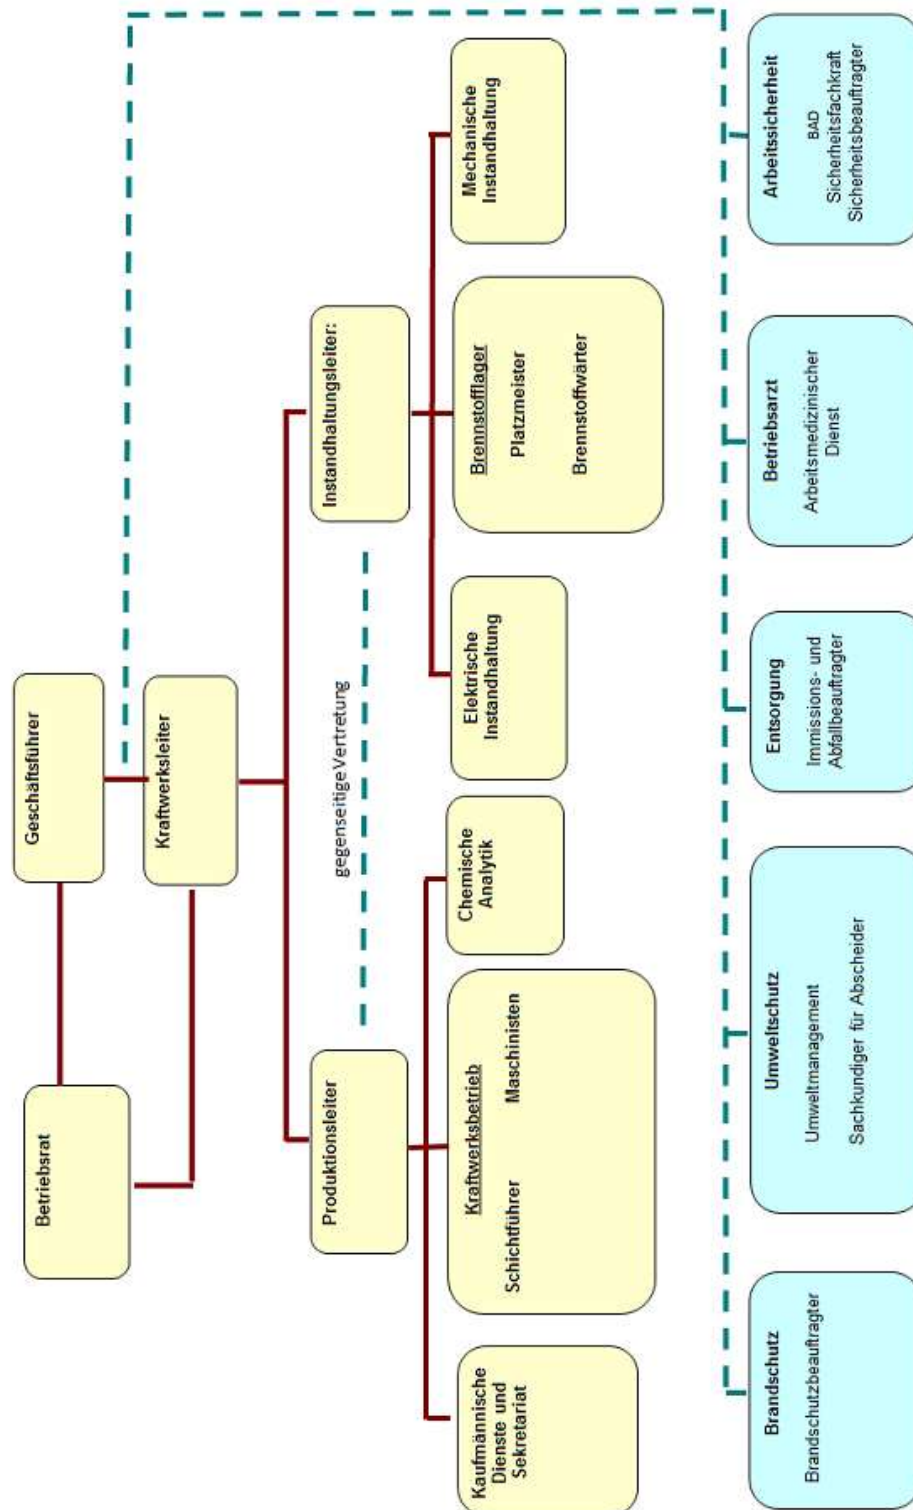 Geschäftsführer
Betriebsrat
Kraftwerksleiter
Produktionsleiter
gegenseitige Vertretung
Instandhaltungsleiter:
Kaufmännische
Dienste und
Sekretariat
Kraftwerksbetrieb
Schichtführer
Maschinisten
Chemische
Analytik
Elektrische
Instandhaltung
Brennstofflager
Platzmeister
Brennstoffwärter
Mechanische
Instandhaltung
Brandschutz
Brandschutzbeauftragter
Umweltschutz
Umweltmanagement
Sachkundiger für Abscheider
Entsorgung
Immissions- und
Abfallbeauftragter
Betriebsarzt
Arbeitsmedizinischer
Dienst
Arbeitssicherheit
BAD
Sicherheitsfachkraft
Sicherheitsbeauftragter